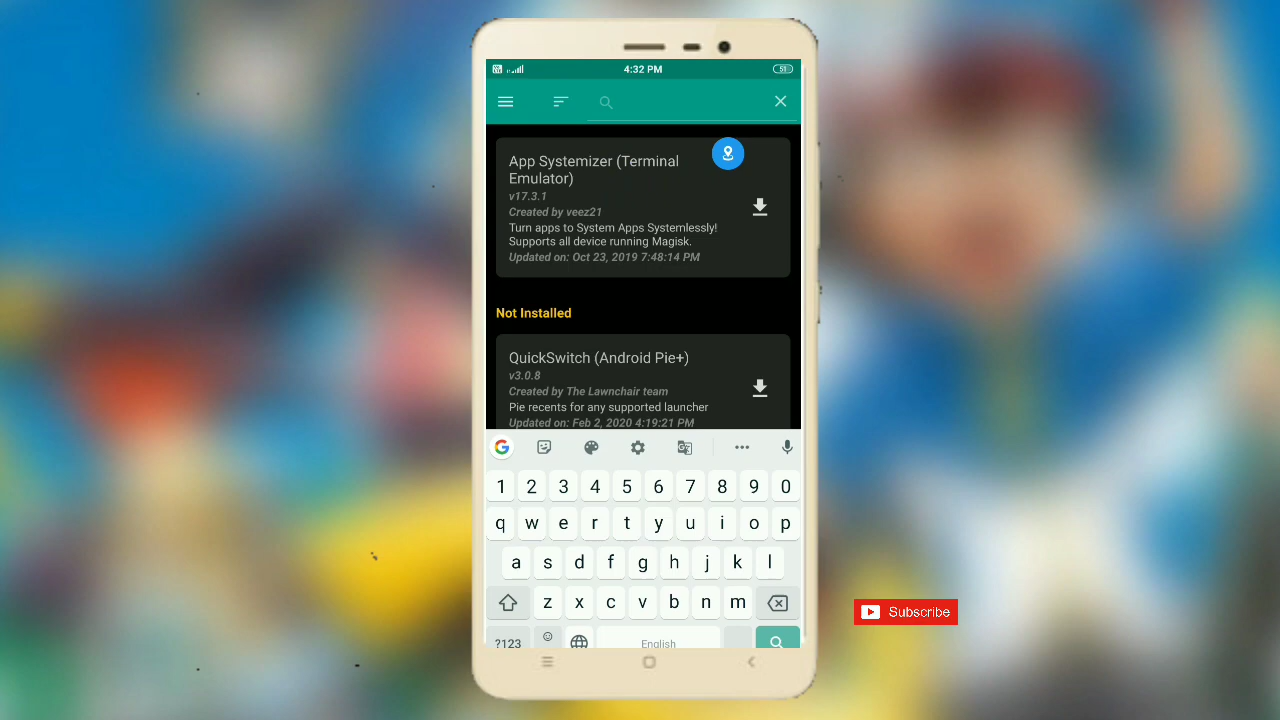 4:32 PM
53
App Systemizer (Terminal
Emulator)
v17.3.1
Created by veez21
Turn apps to System Apps Systemlessly!
Supports all device running Magisk.
Updated on: Oct 23, 2019 7:48:14 PM
Not Installed
QuickSwitch (Android Pie+)
v3.0.8
Created by The Lawnchair team
Pie recents for any supported launcher
Updated on: Feb 2, 2020 4:19:21 PM
G
1 2 3 4 5 6 7 8 9 0
q w e r t y u i o p
a s d f g h j k l
z x c v b n m
?123 English
Subscribe